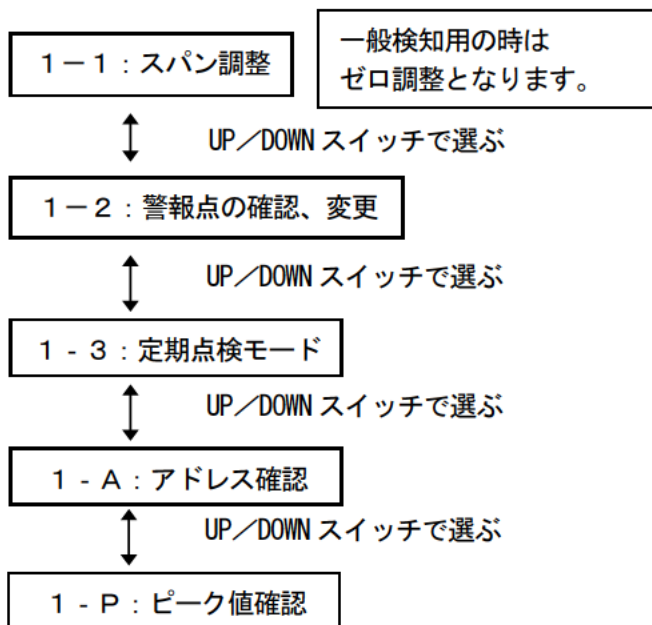 1－1：スパン調整
一般検知用の時は
ゼロ調整となります。
UP／DOWN スイッチで選ぶ
1－2：警報点の確認、変更
UP／DOWN スイッチで選ぶ
1 - 3：定期点検モード
UP／DOWN スイッチで選ぶ
1 - A：アドレス確認
UP／DOWN スイッチで選ぶ
1 - P：ピーク値確認